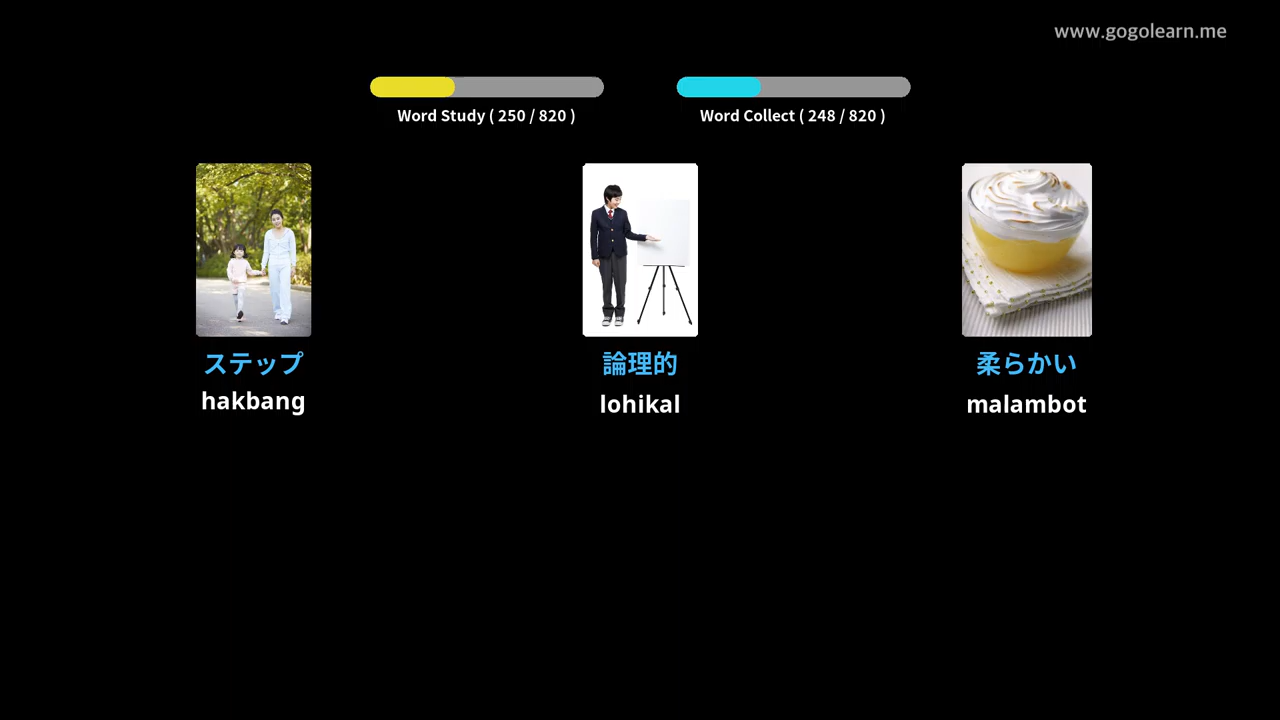 www.gogolearn.me
Word Study ( 250 / 820 )
Word Collect ( 248 / 820 )
ステップ
hakbang
論理的
lohikal
柔らかい
malambot